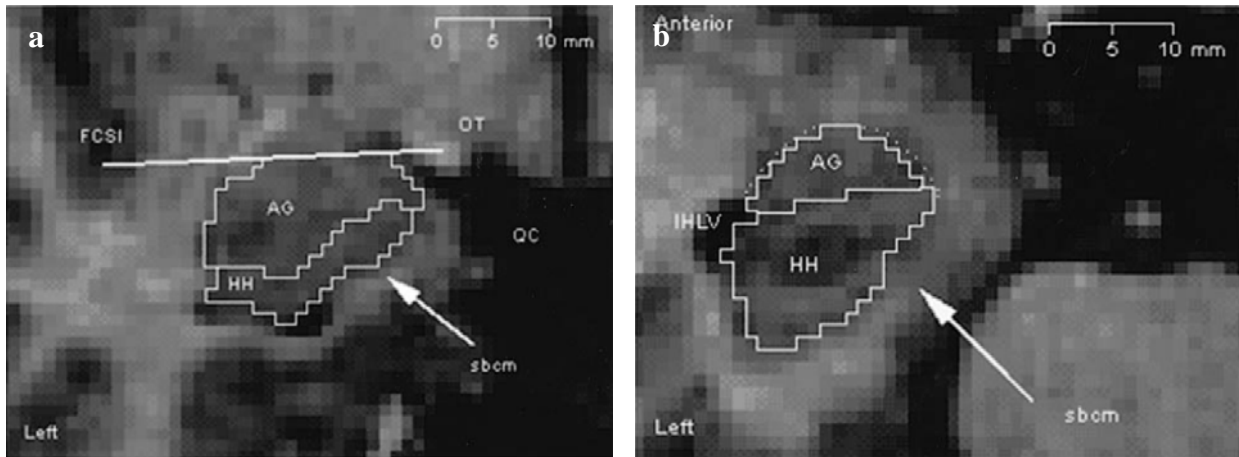 a
0 5 10 mm
FCSI
OT
AG
QC
HH
sbcm
Left
b
Anterior
0 5 10 mm
AG
IHLV
HH
sbcm
Left